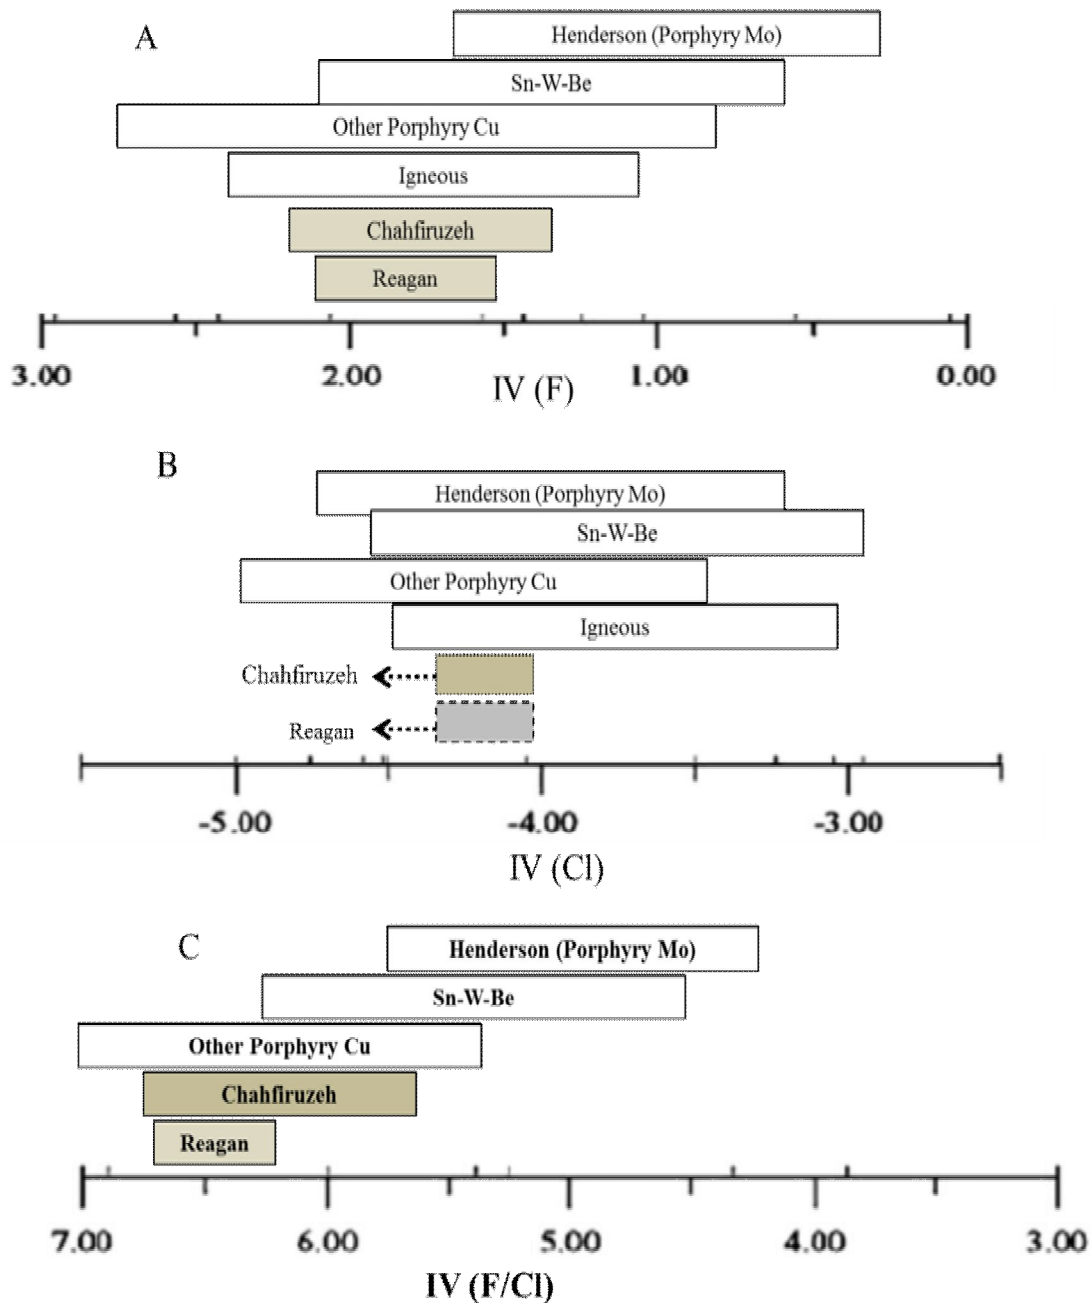 A
Henderson (Porphyry Mo)
Sn-W-Be
Other Porphyry Cu
Igneous
Chahfiruzeh
Reagan
3.00 2.00 1.00 0.00
IV (F)
B
Henderson (Porphyry Mo)
Sn-W-Be
Other Porphyry Cu
Igneous
Chahfiruzeh
Reagan
-5.00 -4.00 -3.00
IV (Cl)
C
Henderson (Porphyry Mo)
Sn-W-Be
Other Porphyry Cu
Chahfiruzeh
Reagan
7.00 6.00 5.00 4.00 3.00
IV (F/Cl)